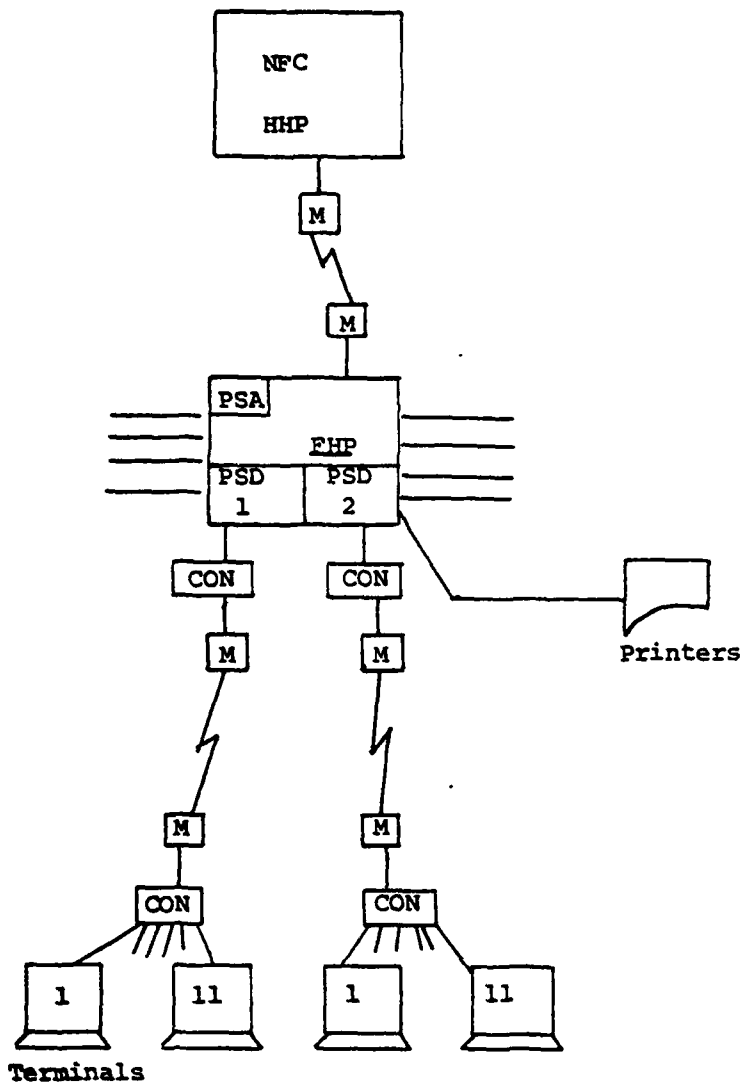 NFC
HHP
M
M
PSA
FHP
PSD PSD
1 2
CON CON
Printers
M M
M M
CON CON
1 11 1 11
Terminals